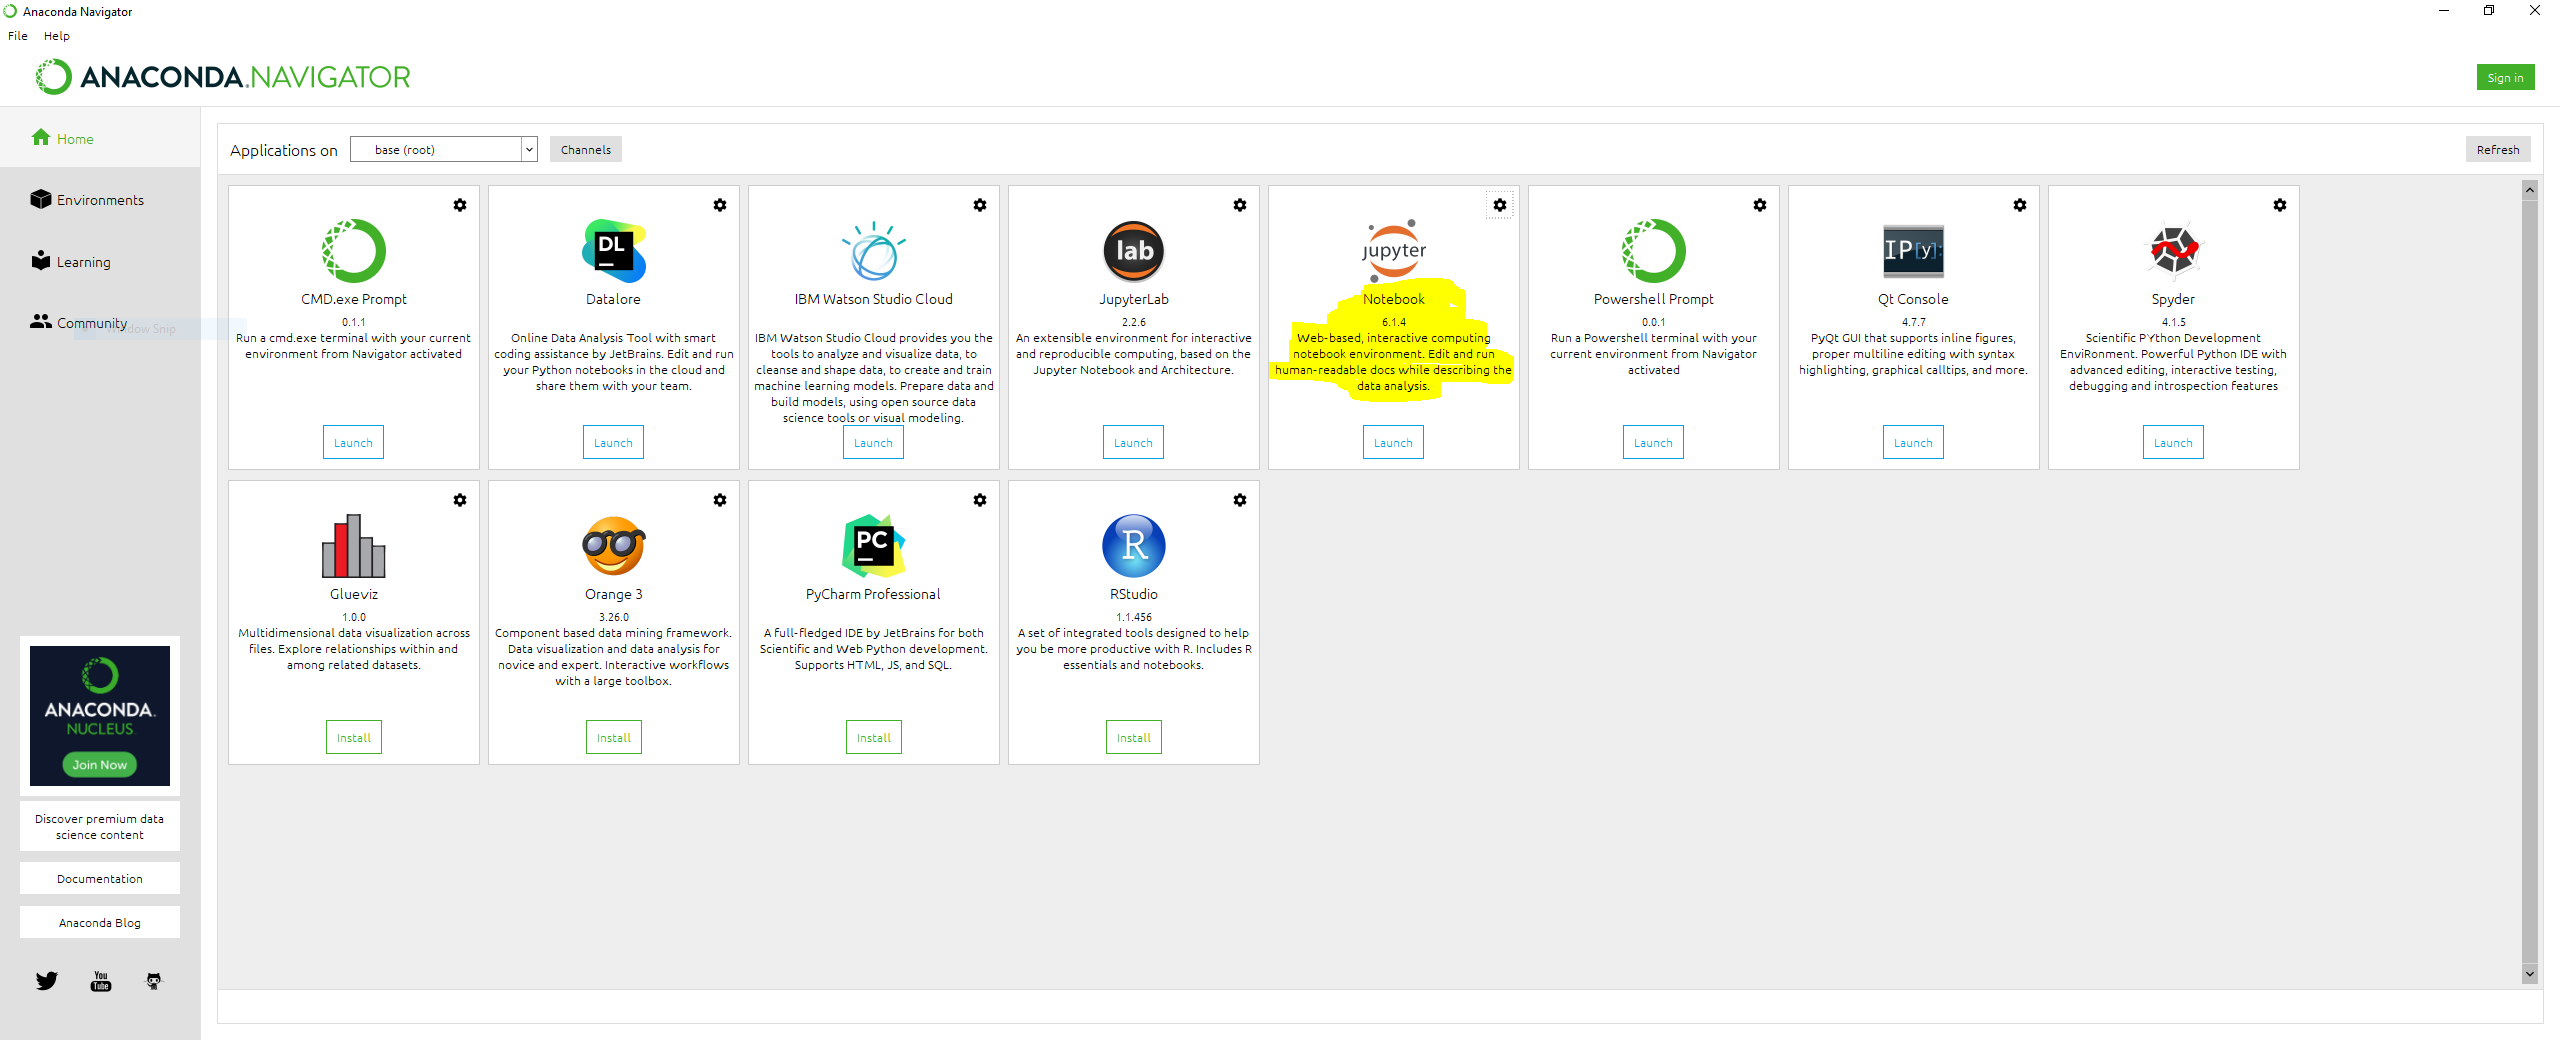 Anaconda Navigator
File Help
ANACONDA.NAVIGATOR
Sign in
Home
Environments
Learning
Community
Window Snip
Applications on base (root) Channels
Refresh
CMD.exe Prompt
0.1.1
Run a cmd.exe terminal with your current
environment from Navigator activated
Launch
DL
Datalore
Online Data Analysis Tool with smart
coding assistance by JetBrains. Edit and run
your Python notebooks in the cloud and
share them with your team.
Launch
IBM Watson Studio Cloud
IBM Watson Studio Cloud provides you the
tools to analyze and visualize data, to
cleanse and shape data, to create and train
machine learning models. Prepare data and
build models, using open source data
science tools or visual modeling.
Launch
lab
JupyterLab
2.2.6
An extensible environment for interactive
and reproducible computing, based on the
Jupyter Notebook and Architecture.
Launch
jupyter
Notebook
6.1.4
Web-based, interactive computing
notebook environment. Edit and run
human-readable docs while describing the
data analysis.
Launch
Powershell Prompt
0.0.1
Run a Powershell terminal with your
current environment from Navigator
activated
Launch
IP[y]:
Qt Console
4.7.7
PyQt GUI that supports inline figures,
proper multiline editing with syntax
highlighting, graphical calltips, and more.
Launch
Spyder
4.1.5
Scientific PYthon Development
EnviRonment. Powerful Python IDE with
advanced editing, interactive testing,
debugging and introspection features
Launch
Glueviz
1.0.0
Multidimensional data visualization across
files. Explore relationships within and
among related datasets.
Install
Orange 3
3.26.0
Component based data mining framework.
Data visualization and data analysis for
novice and expert. Interactive workflows
with a large toolbox.
Install
PC
PyCharm Professional
A full-fledged IDE by JetBrains for both
Scientific and Web Python development.
Supports HTML, JS, and SQL.
Install
R
RStudio
1.1.456
A set of integrated tools designed to help
you be more productive with R. Includes R
essentials and notebooks.
Install
ANACONDA.
NUCLEUS
Join Now
Discover premium data
science content
Documentation
Anaconda Blog
You
Tube